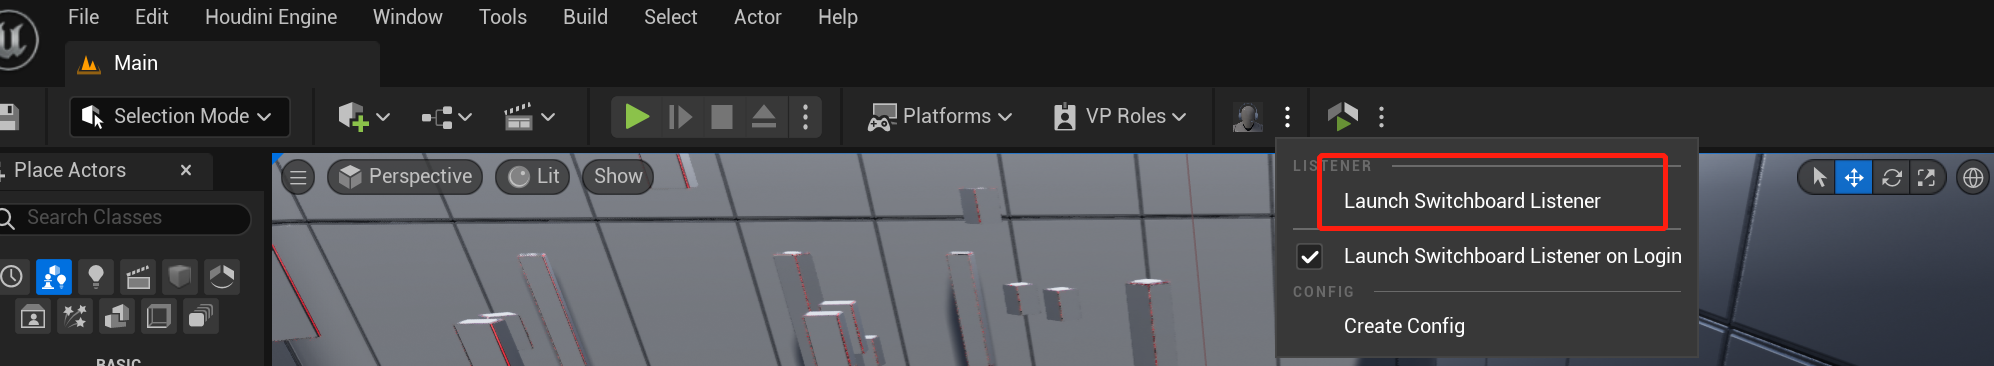 File Edit Houdini Engine Window Tools Build Select Actor Help
Main
Selection Mode Platforms VP Roles
Place Actors
Perspective Lit Show
LISTENER
Search Classes
Launch Switchboard Listener
Launch Switchboard Listener on Login
CONFIG
Create Config
BASIC